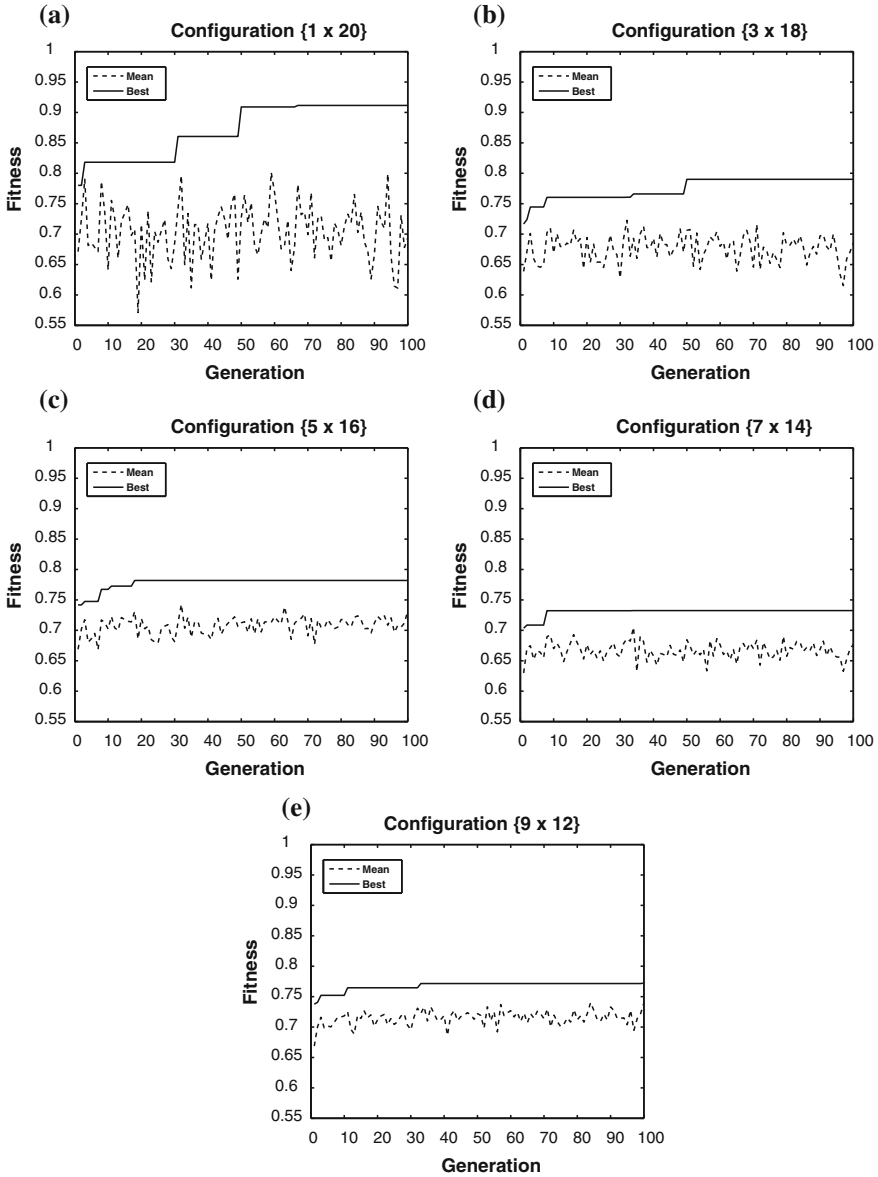 (a)
Configuration {1 x 20}
1
0.95
0.9
0.85
0.8
0.75
0.7
0.65
0.6
0.55
Fitness
Mean
Best
0 10 20 30 40 50 60 70 80 90 100
Generation
(b)
Configuration {3 x 18}
1
0.95
0.9
0.85
0.8
0.75
0.7
0.65
0.6
0.55
Fitness
Mean
Best
0 10 20 30 40 50 60 70 80 90 100
Generation
(c)
Configuration {5 x 16}
1
0.95
0.9
0.85
0.8
0.75
0.7
0.65
0.6
0.55
Fitness
Mean
Best
0 10 20 30 40 50 60 70 80 90 100
Generation
(d)
Configuration {7 x 14}
1
0.95
0.9
0.85
0.8
0.75
0.7
0.65
0.6
0.55
Fitness
Mean
Best
0 10 20 30 40 50 60 70 80 90 100
Generation
(e)
Configuration {9 x 12}
1
0.95
0.9
0.85
0.8
0.75
0.7
0.65
0.6
0.55
Fitness
Mean
Best
0 10 20 30 40 50 60 70 80 90 100
Generation